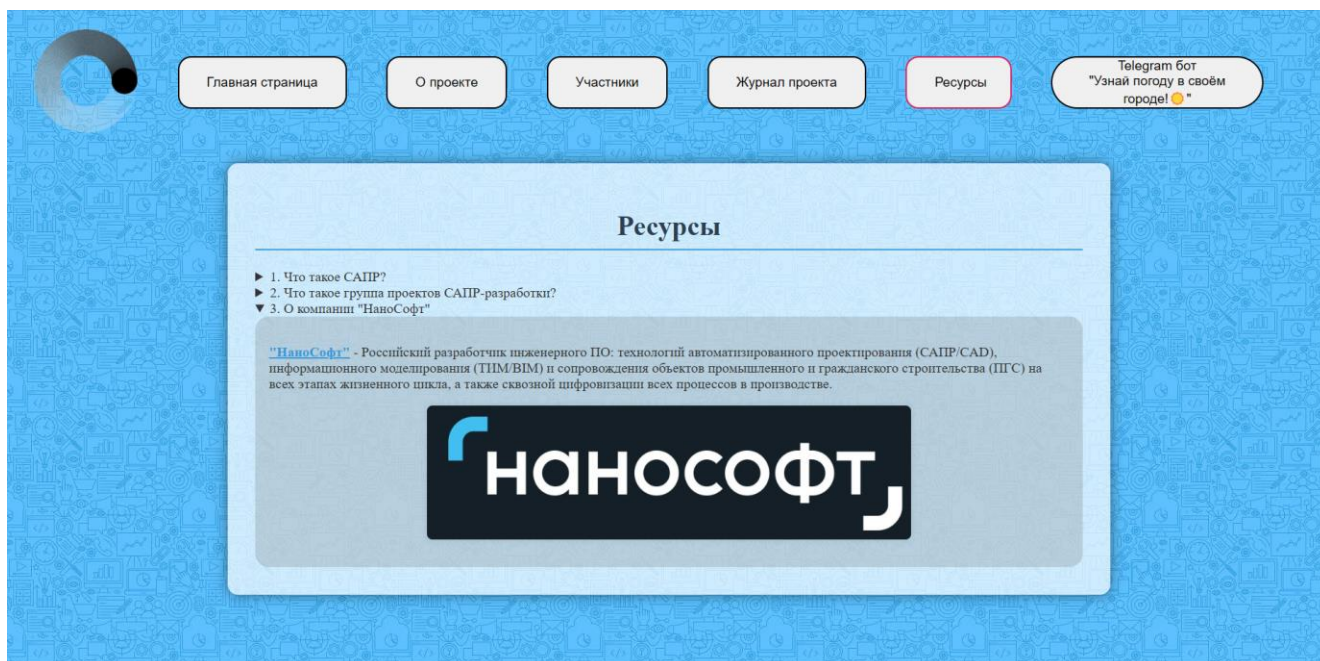 Главная страница
О проекте
Участники
Журнал проекта
Ресурсы
Telegram бот
"Узнай погоду в своём
городе!🌞"
Ресурсы
1. Что такое САПР?
2. Что такое группа проектов САПР-разработки?
3. О компании "НаноСофт"
"НаноСофт" - Российский разработчик инженерного ПО: технологий автоматизированного проектирования (САПР/CAD),
информационного моделирования (ТИМ/BIM) и сопровождения объектов промышленного и гражданского строительства (ПГС) на
всех этапах жизненного цикла, а также сквозной цифровизации всех процессов в производстве.
нанософт